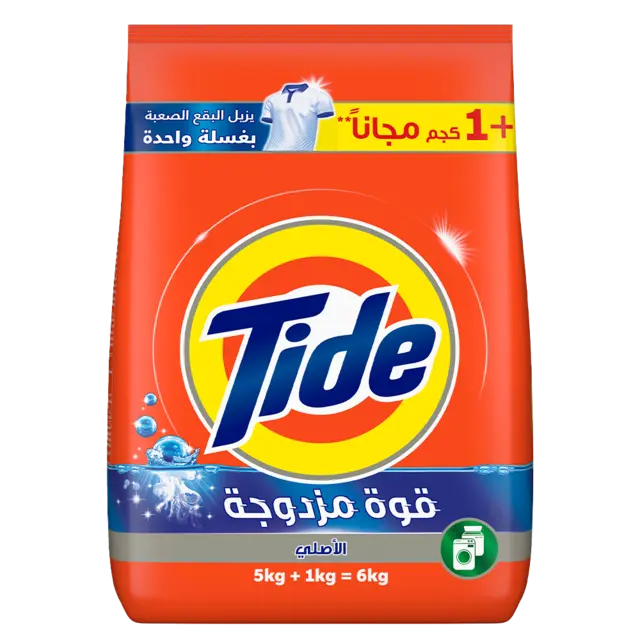 يزيل البقع الصعبة
بغسلة واحدة
+1 كجم مجاناً**
Tide
قوة مزدوجة
الأصلي
5kg + 1kg = 6kg